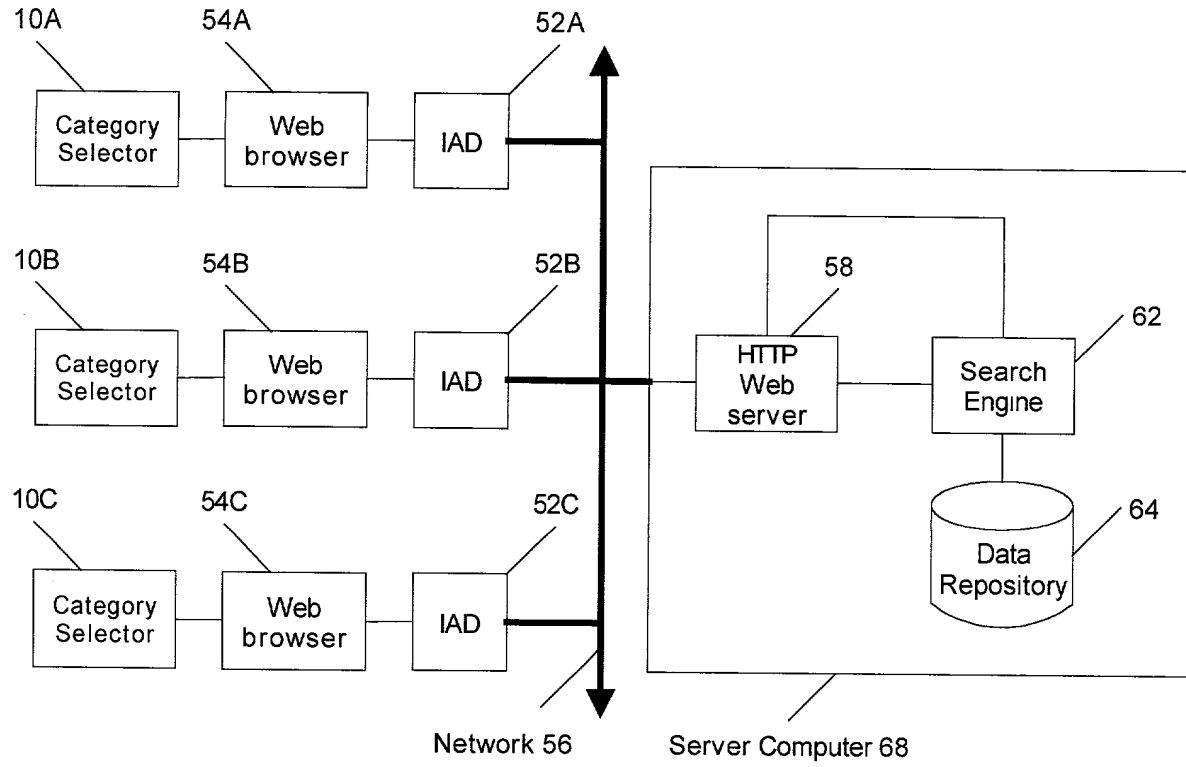 10A
54A
52A
Category
Selector
Web
browser
IAD
10B
54B
52B
58
62
Category
Selector
Web
browser
IAD
HTTP
Web
server
Search
Engine
10C
54C
52C
64
Category
Selector
Web
browser
IAD
Data
Repository
Network 56
Server Computer 68